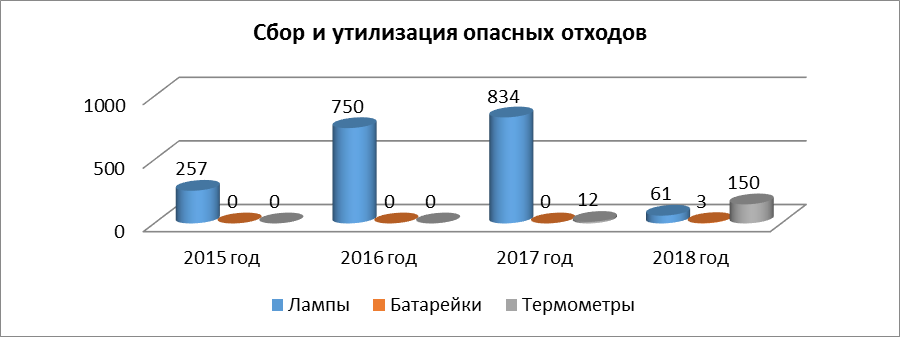 Сбор и утилизация опасных отходов
1000
500
0
257
0
0
750
0
0
834
0
12
61
3
150
2015 год
2016 год
2017 год
2018 год
Лампы
Батарейки
Термометры